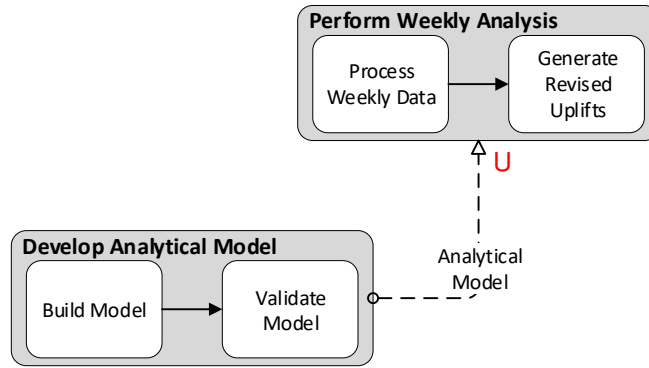 Perform Weekly Analysis
Process
Weekly Data
Generate
Revised
Uplifts
U
Analytical
Model
Develop Analytical Model
Build Model
Validate
Model